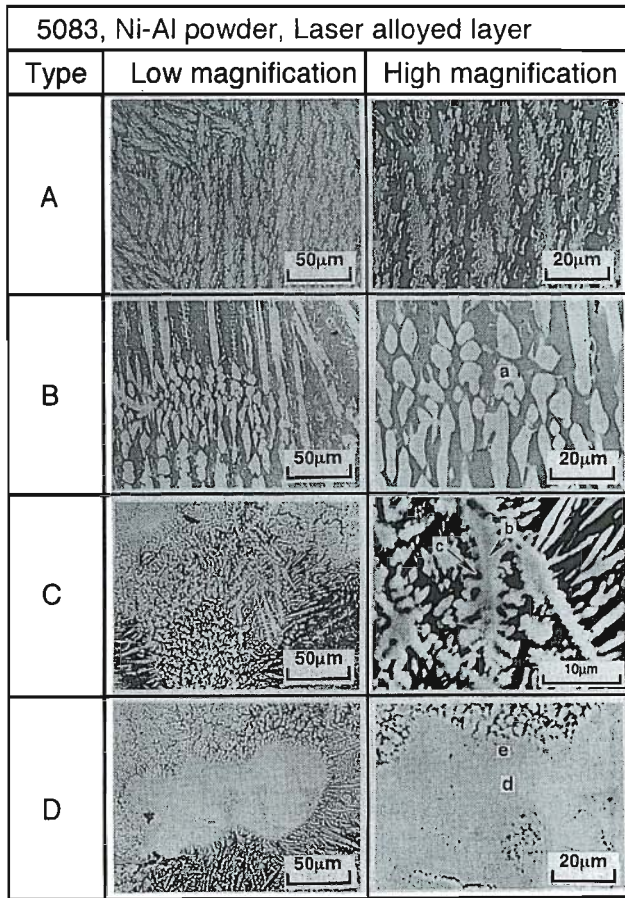 5083, Ni-Al powder, Laser alloyed layer
Type Low magnification High magnification
A
50μm
20μm
B
50μm
a
20μm
C
50μm
b
c
10μm
D
50μm
e
d
20μm